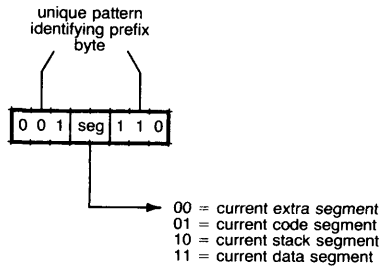 unique pattern
identifying prefix
byte
0 0 1 seg 1 1 0
00 = current extra segment
01 = current code segment
10 = current stack segment
11 = current data segment